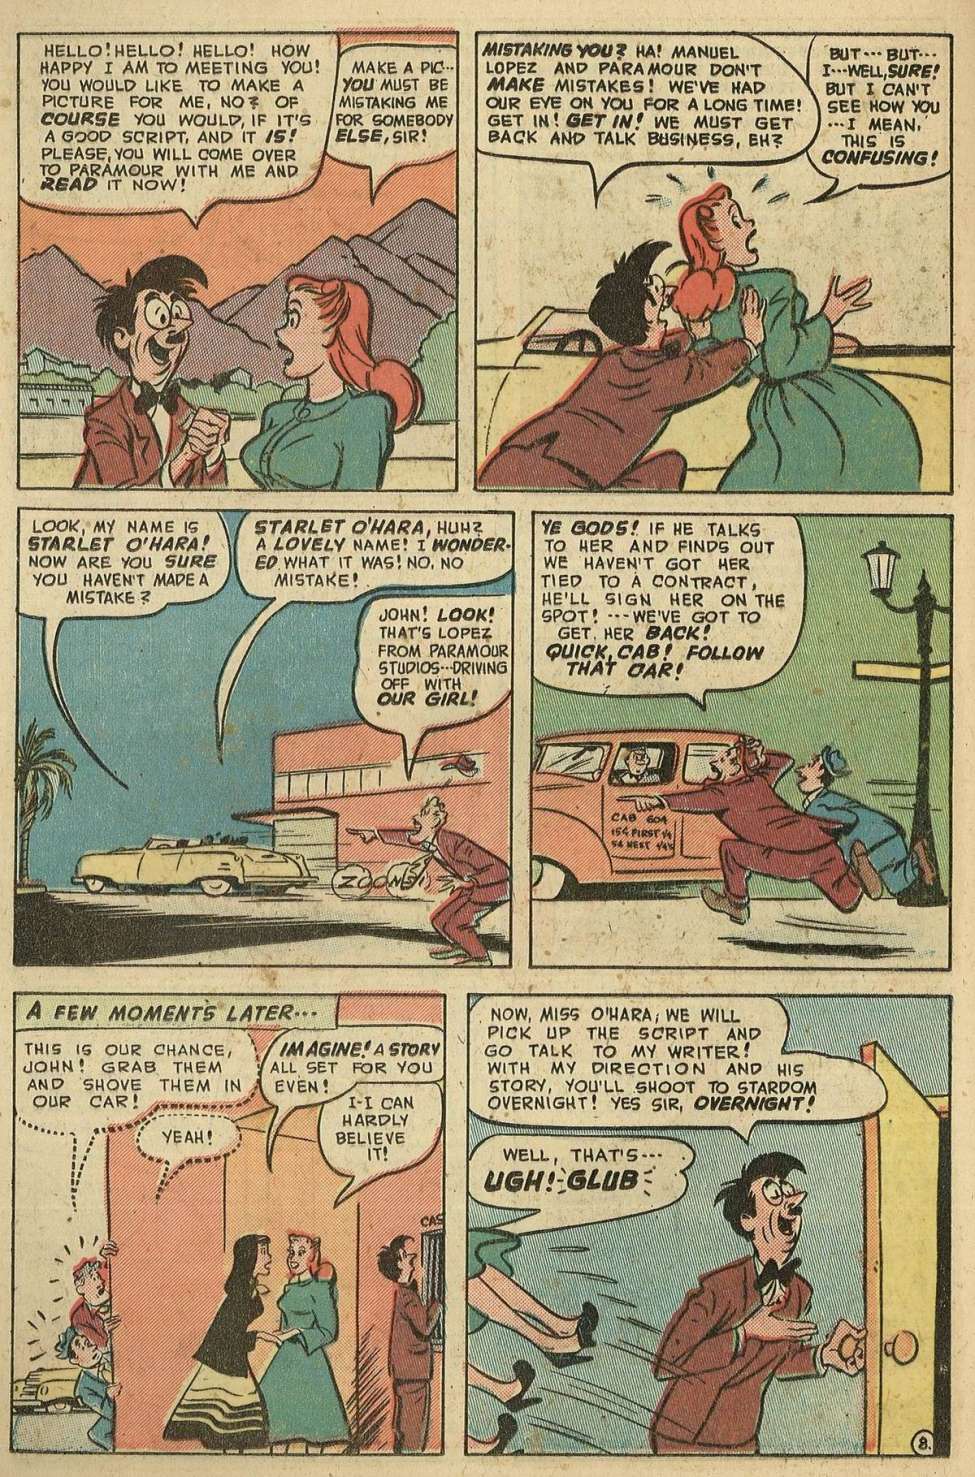 HELLO! HELLO! HELLO! HOW
HAPPY I AM TO MEETING YOU!
YOU WOULD LIKE TO MAKE A
PICTURE FOR ME, NO? OF
COURSE YOU WOULD, IF IT'S
A GOOD SCRIPT, AND IT IS!
PLEASE, YOU WILL COME OVER
TO PARAMOUR WITH ME AND
READ IT NOW!
MAKE A PIC--
YOU MUST BE
MISTAKING ME
FOR SOMEBODY
ELSE, SIR!
MISTAKING YOU? HA! MANUEL
LOPEZ AND PARAMOUR DON'T
MAKE MISTAKES! WE'VE HAD
OUR EYE ON YOU FOR A LONG TIME!
GET IN! GET IN! WE MUST GET
BACK AND TALK BUSINESS, EH?
BUT--- BUT---
I---WELL, SURE!
BUT I CAN'T
SEE HOW YOU
---I MEAN,
THIS IS
CONFUSING!
LOOK, MY NAME IS
STARLET O'HARA!
NOW ARE YOU SURE
YOU HAVEN'T MADE A
MISTAKE?
STARLET O'HARA, HUH?
A LOVELY NAME! I WONDER-
ED WHAT IT WAS! NO, NO
MISTAKE!
JOHN! LOOK!
THAT'S LOPEZ
FROM PARAMOUR
STUDIOS---DRIVING
OFF WITH
OUR GIRL!
ZOOM!
YE GODS! IF HE TALKS
TO HER AND FINDS OUT
WE HAVEN'T GOT HER
TIED TO A CONTRACT,
HE'LL SIGN HER ON THE
SPOT! ---WE'VE GOT TO
GET HER BACK!
QUICK, CAB! FOLLOW
THAT CAR!
CAB 604
15¢ FIRST 1/4
5¢ NEXT 1/4
A FEW MOMENTS LATER---
THIS IS OUR CHANCE,
JOHN! GRAB THEM
AND SHOVE THEM IN
OUR CAR!
YEAH!
IMAGINE! A STORY
ALL SET FOR YOU
EVEN!
I-I CAN
HARDLY
BELIEVE
IT!
CAS
NOW, MISS O'HARA, WE WILL
PICK UP THE SCRIPT AND
GO TALK TO MY WRITER!
WITH MY DIRECTION AND HIS
STORY, YOU'LL SHOOT TO STARDOM
OVERNIGHT! YES SIR, OVERNIGHT!
WELL, THAT'S---
UGH! GLUB
8.